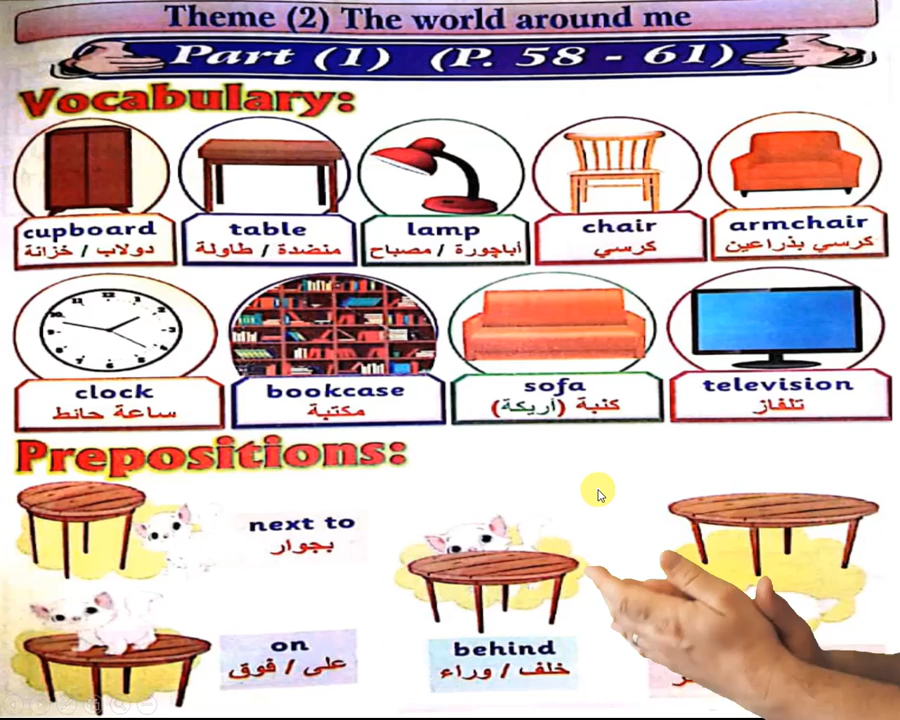 Theme (2) The world around me
Part (1) (P. 58 - 61)
Vocabulary:
cupboard
دولاب / خزانة
table
منضدة / طاولة
lamp
أباچورة / مصباح
chair
كرسي
armchair
كرسي بذراعين
clock
ساعة حائط
bookcase
مكتبة
sofa
كنبة (أريكة)
television
تلفاز
Prepositions:
next to
بجوار
on
على / فوق
behind
خلف / وراء